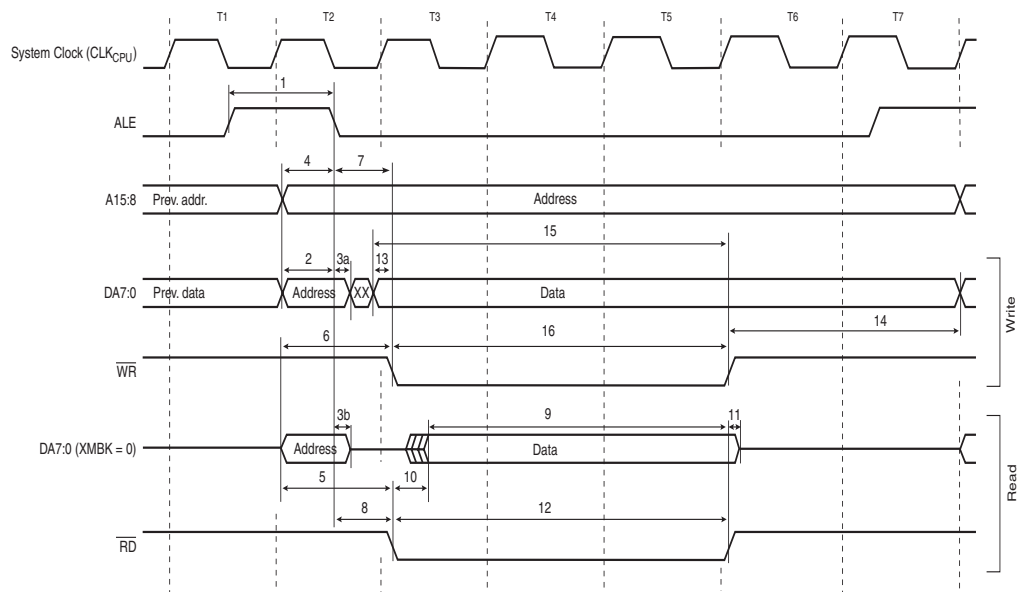 T1 T2 T3 T4 T5 T6 T7
System Clock (CLKCPU)
1
ALE
4 7
A15:8 Prev. addr. Address
15
2 3a 13
DA7:0 Prev. data Address XX Data
14
6 16
WR
Write
3b 9 11
DA7:0 (XMBK = 0) Address Data
5 10
8 12
RD
Read